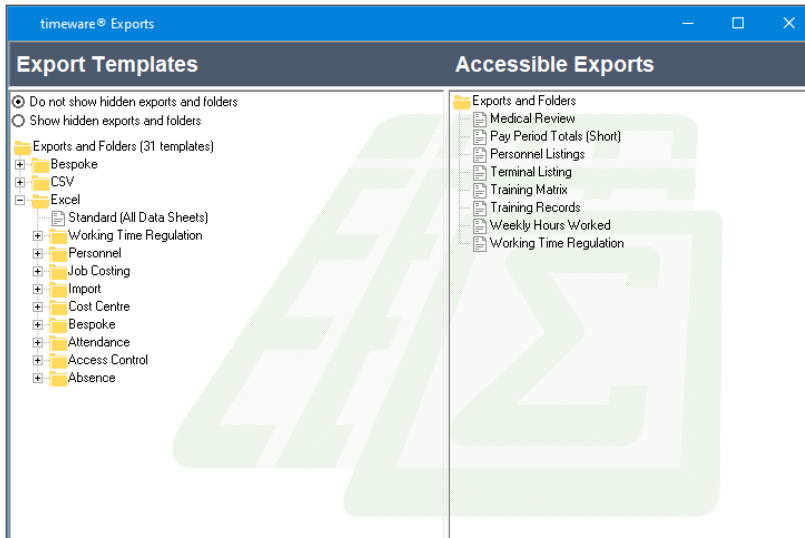 timeware® Exports
Export Templates
Do not show hidden exports and folders
Show hidden exports and folders
Exports and Folders (31 templates)
Bespoke
CSV
Excel
Standard (All Data Sheets)
Working Time Regulation
Personnel
Job Costing
Import
Cost Centre
Bespoke
Attendance
Access Control
Absence
Accessible Exports
Exports and Folders
Medical Review
Pay Period Totals (Short)
Personnel Listings
Terminal Listing
Training Matrix
Training Records
Weekly Hours Worked
Working Time Regulation